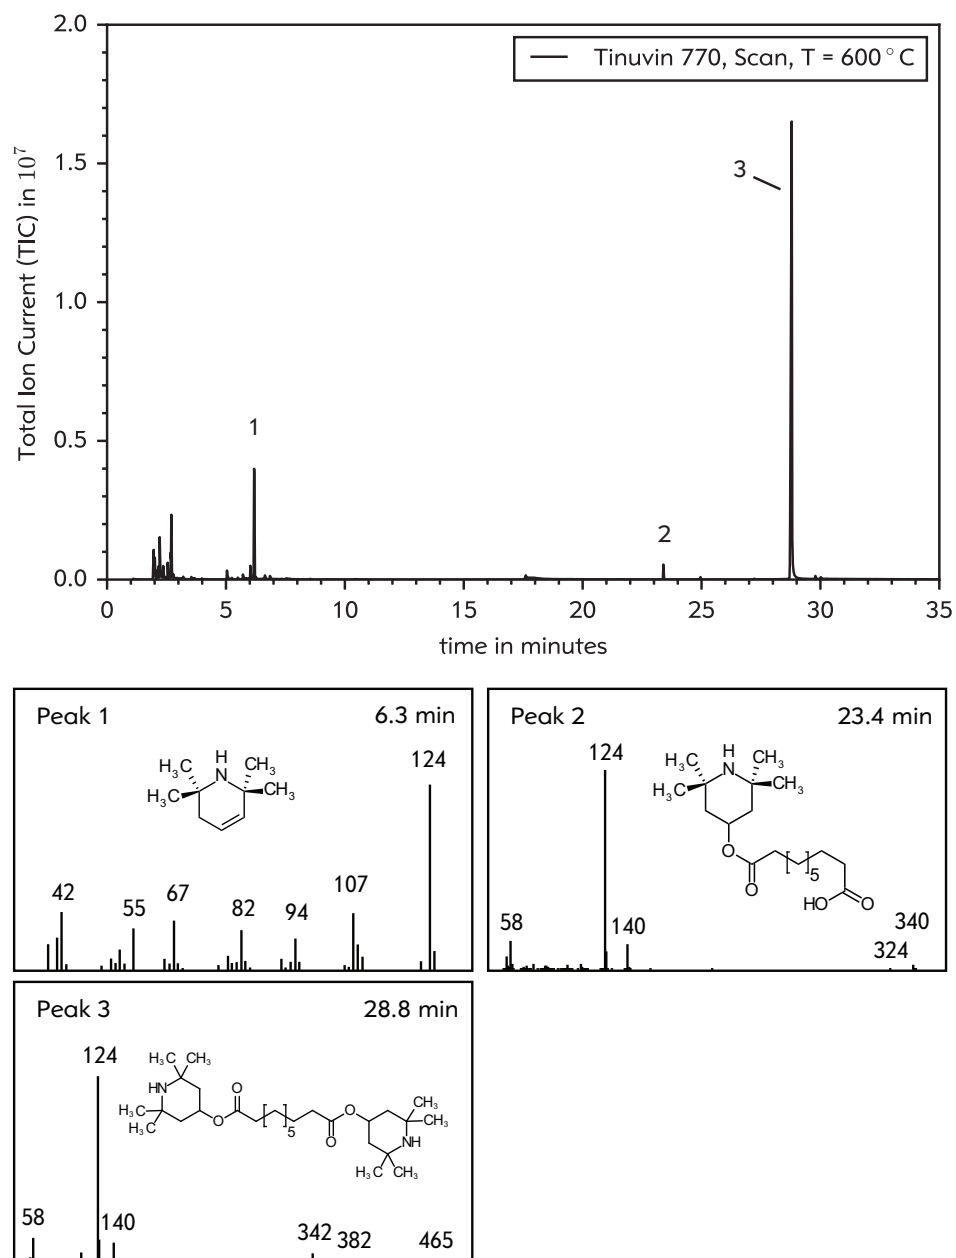 2.0
Tinuvin 770, Scan, T = 600 °C
1.5
3
1.0
0.5
1
2
0.0
Total Ion Current (TIC) in 10⁷
0 5 10 15 20 25 30 35
time in minutes
Peak 1 6.3 min
H
H₃C N CH₃
H₃C CH₃
124
42 55 67 82 94 107
Peak 2 23.4 min
124
H
H₃C N CH₃
H₃C CH₃
O
[ ]5
O
HO O
58 140 324 340
Peak 3 28.8 min
124
H₃C CH₃
HN O
H₃C O
H₃C
[ ]5
O
O CH₃
CH₃
NH
H₃C CH₃
58 140 342 382 465